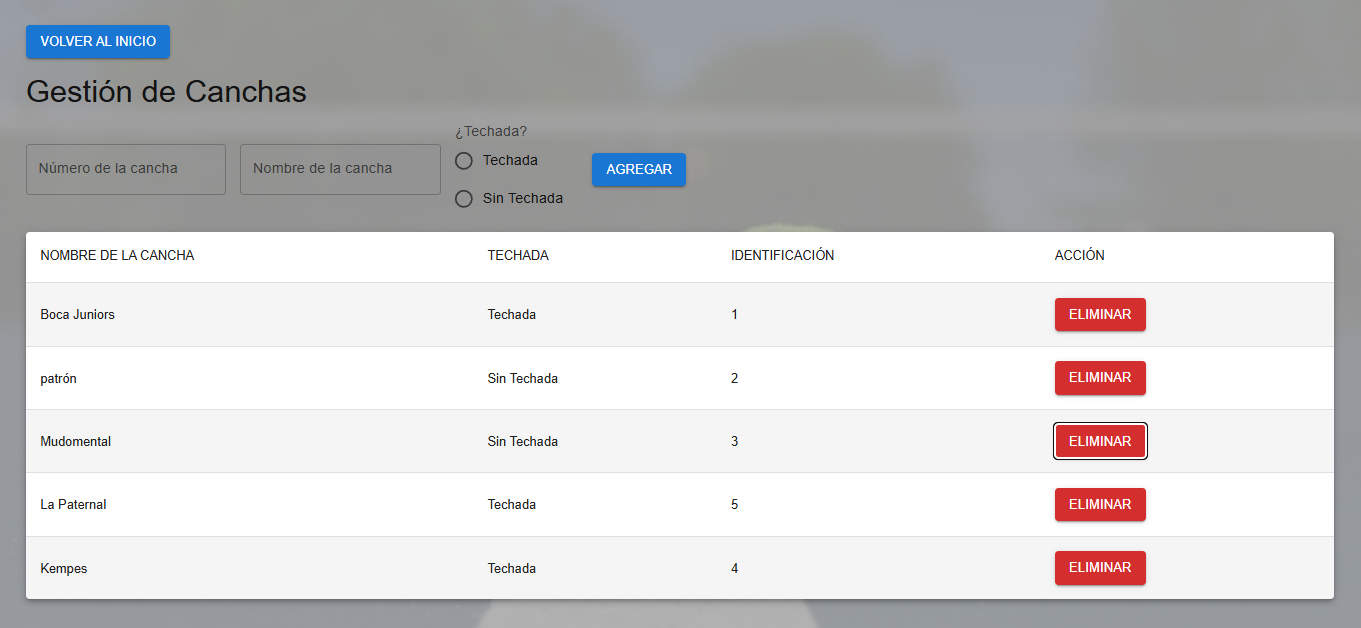 VOLVER AL INICIO
Gestión de Canchas
¿Techada?
Número de la cancha Nombre de la cancha Techada AGREGAR
Sin Techada
NOMBRE DE LA CANCHA TECHADA IDENTIFICACIÓN ACCIÓN
Boca Juniors Techada 1 ELIMINAR
patrón Sin Techada 2 ELIMINAR
Mudomental Sin Techada 3 ELIMINAR
La Paternal Techada 5 ELIMINAR
Kempes Techada 4 ELIMINAR